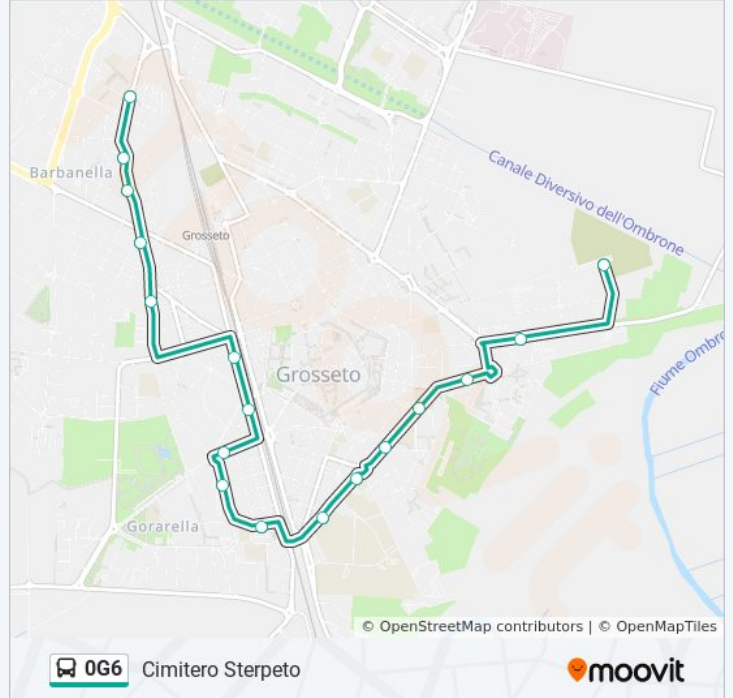 Canale Diversivo dell'Ombrone
Barbanella
Grosseto
Grosseto
Fiume Ombro
Gorarella
© OpenStreetMap contributors | © OpenMapTiles
0G6 Cimitero Sterpeto
moovit